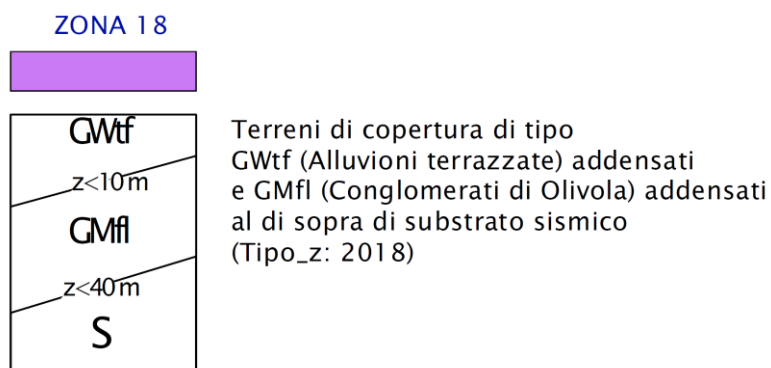 ZONA 18
GWtf
z<10m
GMfl
z<40m
S
Terreni di copertura di tipo
GWtf (Alluvioni terrazzate) addensati
e GMfl (Conglomerati di Olivola) addensati
al di sopra di substrato sismico
(Tipo_z: 2018)